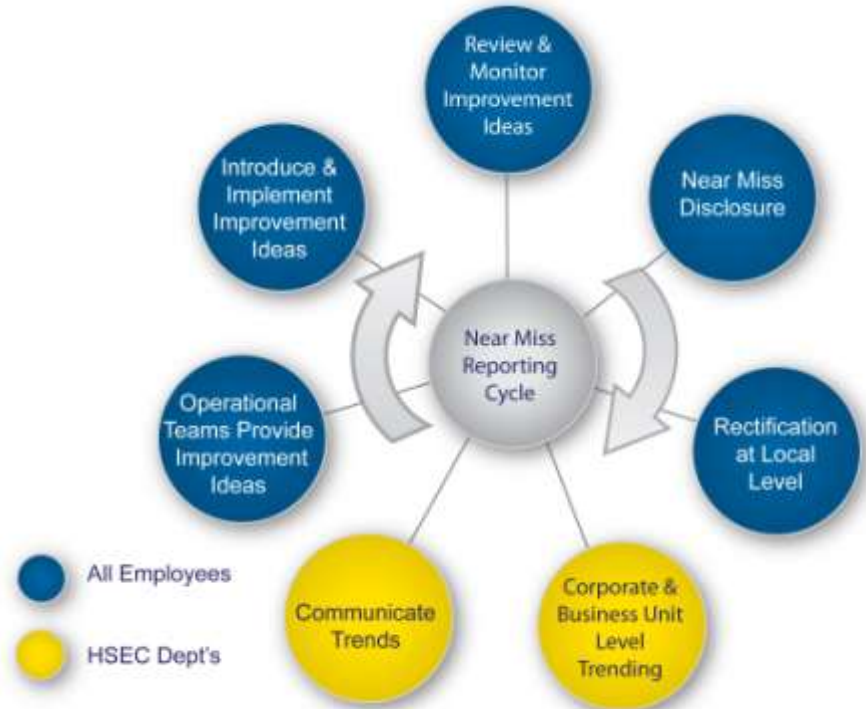 Review &
Monitor
Improvement
Ideas
Near Miss
Disclosure
Rectification
at Local
Level
Corporate &
Business Unit
Level
Trending
Communicate
Trends
Operational
Teams Provide
Improvement
Ideas
Introduce &
Implement
Improvement
Ideas
Near Miss
Reporting
Cycle
All Employees
HSEC Dept's